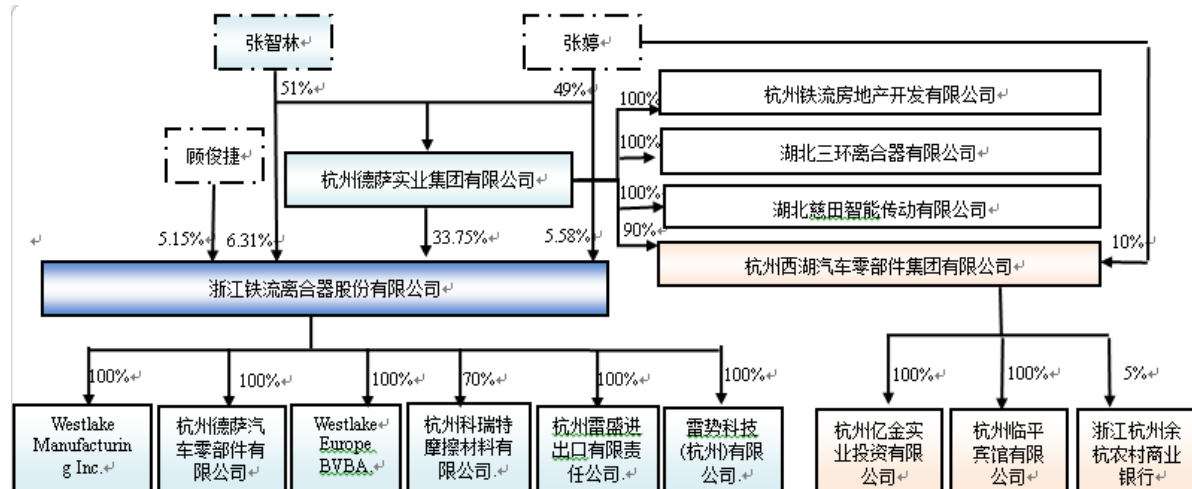 张智林
张婷
51%
49%
100%
杭州铁流房地产开发有限公司
顾俊捷
100%
湖北三环离合器有限公司
杭州德萨实业集团有限公司
100%
湖北慈田智能传动有限公司
5.15%
6.31%
33.75%
5.58%
90%
杭州西湖汽车零部件集团有限公司
10%
浙江铁流离合器股份有限公司
100%
100%
100%
70%
100%
100%
100%
100%
5%
Westlake
Manufacturin
g Inc.
杭州德萨汽
车零部件有
限公司
Westlake
Europe
BVBA.
杭州科瑞特
摩擦材料有
限公司.
杭州雷盛进
出口有限责
任公司.
雷势科技
(杭州)有限
公司.
杭州亿金实
业投资有限
公司
杭州临平
宾馆有限
公司
浙江杭州余
杭农村商业
银行